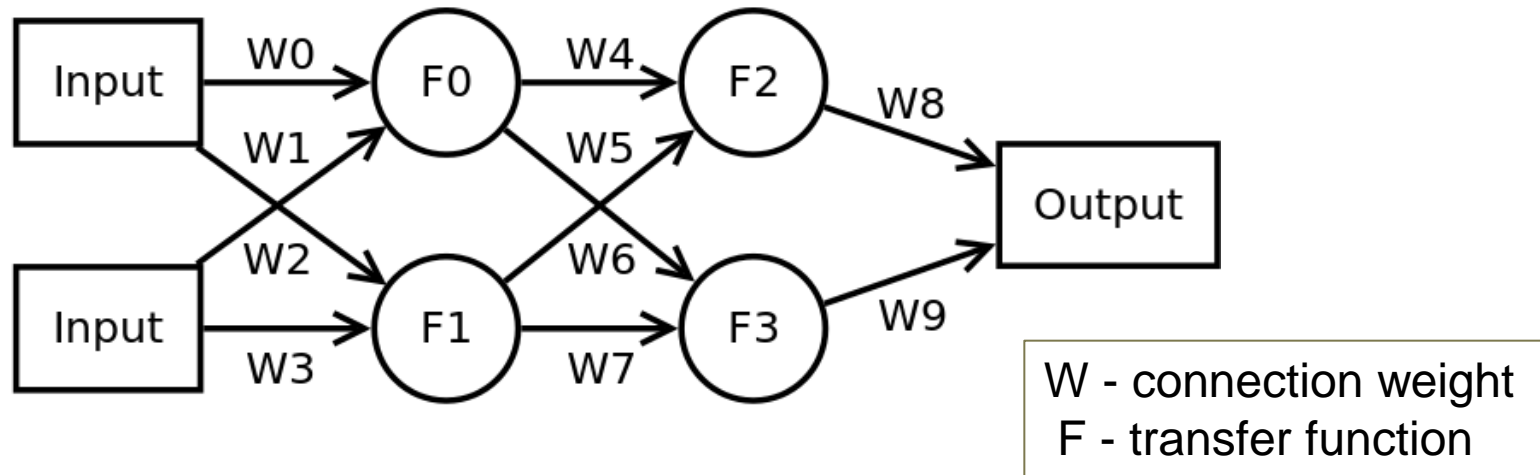 Input
W0
F0
W4
F2
W8
W1
W5
Output
W2
W6
Input
W3
F1
W7
F3
W9
W - connection weight
F - transfer function